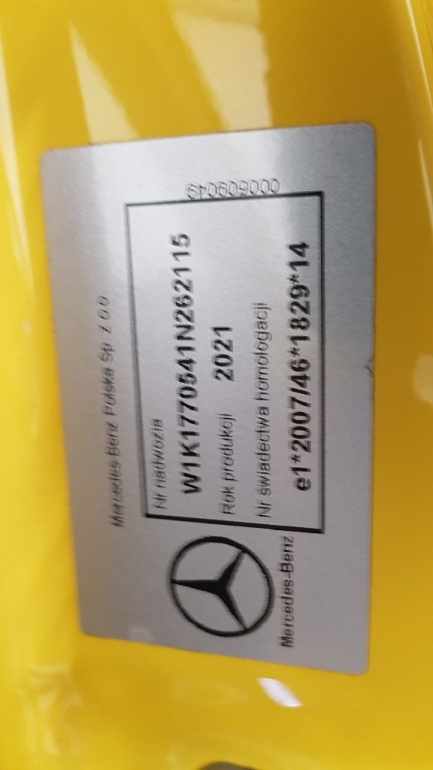 Mercedes-Benz Polska Sp. z o.o
Nr nadwozia
W1K1770541N262115
Rok produkcji 2021
Nr świadectwa homologacji
e1*2007/46*1829*14
Mercedes-Benz